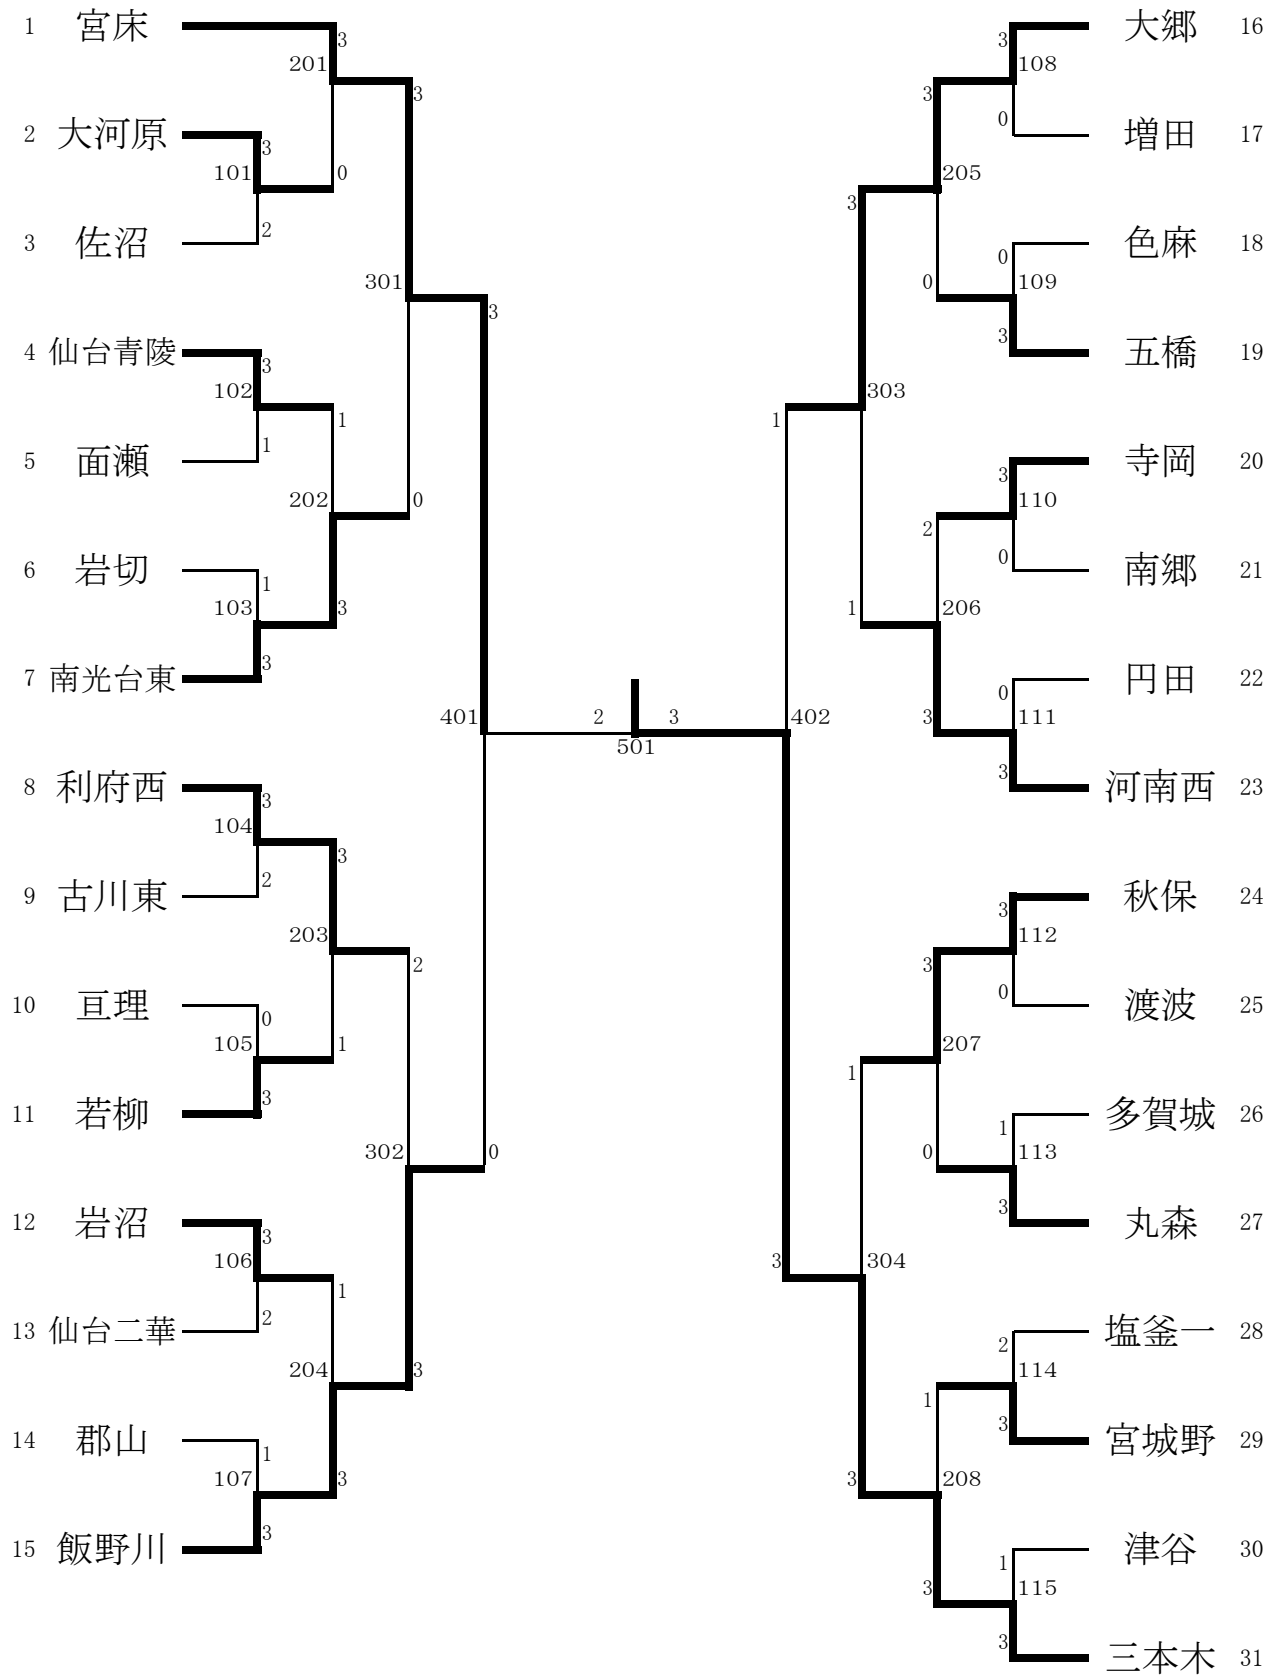 1 宮床
2 大河原
3 佐沼
4 仙台青陵
5 面瀬
6 岩切
7 南光台東
8 利府西
9 古川東
10 亘理
11 若柳
12 岩沼
13 仙台二華
14 郡山
15 飯野川
3
2
101
3
1
102
1
3
103
3
2
104
0
3
105
3
2
106
1
3
107
3
0
201
1
3
202
3
1
203
1
3
204
3
0
301
2
3
302
3
0
401
2 3
501
1
3
402
3
1
303
1
3
304
3
0
205
2
3
206
3
0
207
1
3
208
3
0
108
0
3
109
3
0
110
0
3
111
3
0
112
1
3
113
2
3
114
1
3
115
大郷 16
増田 17
色麻 18
五橋 19
寺岡 20
南郷 21
円田 22
河南西 23
秋保 24
渡波 25
多賀城 26
丸森 27
塩釜一 28
宮城野 29
津谷 30
三本木 31